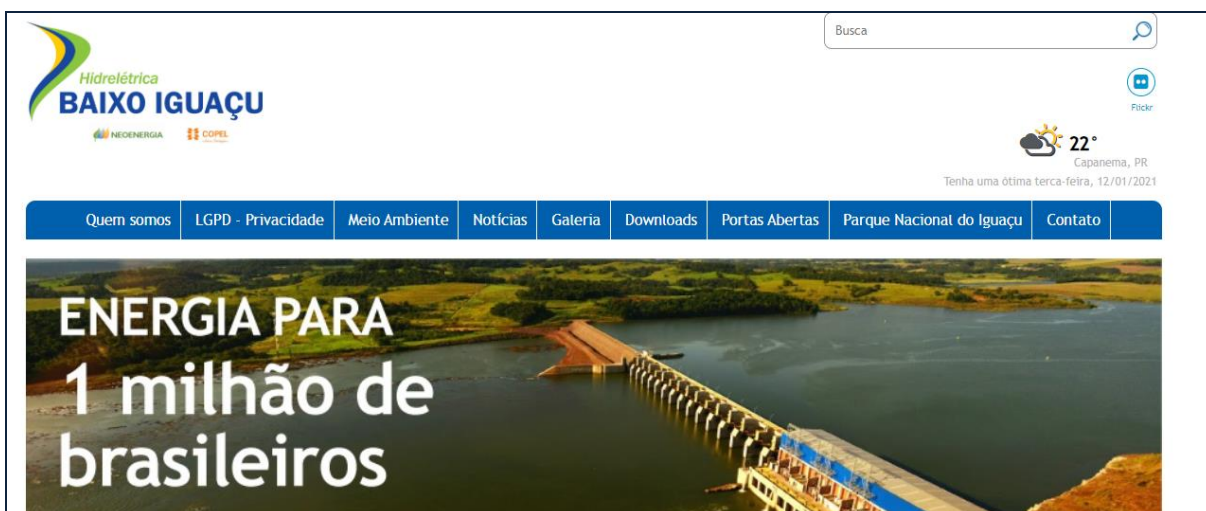 Busca
Hidrelétrica
BAIXO IGUAÇU
NEOENERGIA
COPEL
Flickr
22°
Capanema, PR
Tenha uma ótima terca-feira, 12/01/2021
Quem somos
LGPD - Privacidade
Meio Ambiente
Notícias
Galeria
Downloads
Portas Abertas
Parque Nacional do Iguaçu
Contato
ENERGIA PARA
1 milhão de
brasileiros